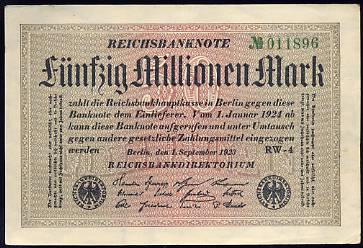 REICHSBANKNOTE
№011896
Fünfzig Millionen Mark
zahlt die Reichsbankhauptkasse in Berlin gegen diese
Banknote dem Einlieferer. Vom 1. Januar 1924 ab
kann diese Banknote aufgerufen und unter Umtausch
gegen andere gesetzliche Zahlungsmittel eingezogen
werden
Berlin, den 1. September 1923
RW-4
REICHSBANKDIREKTORIUM